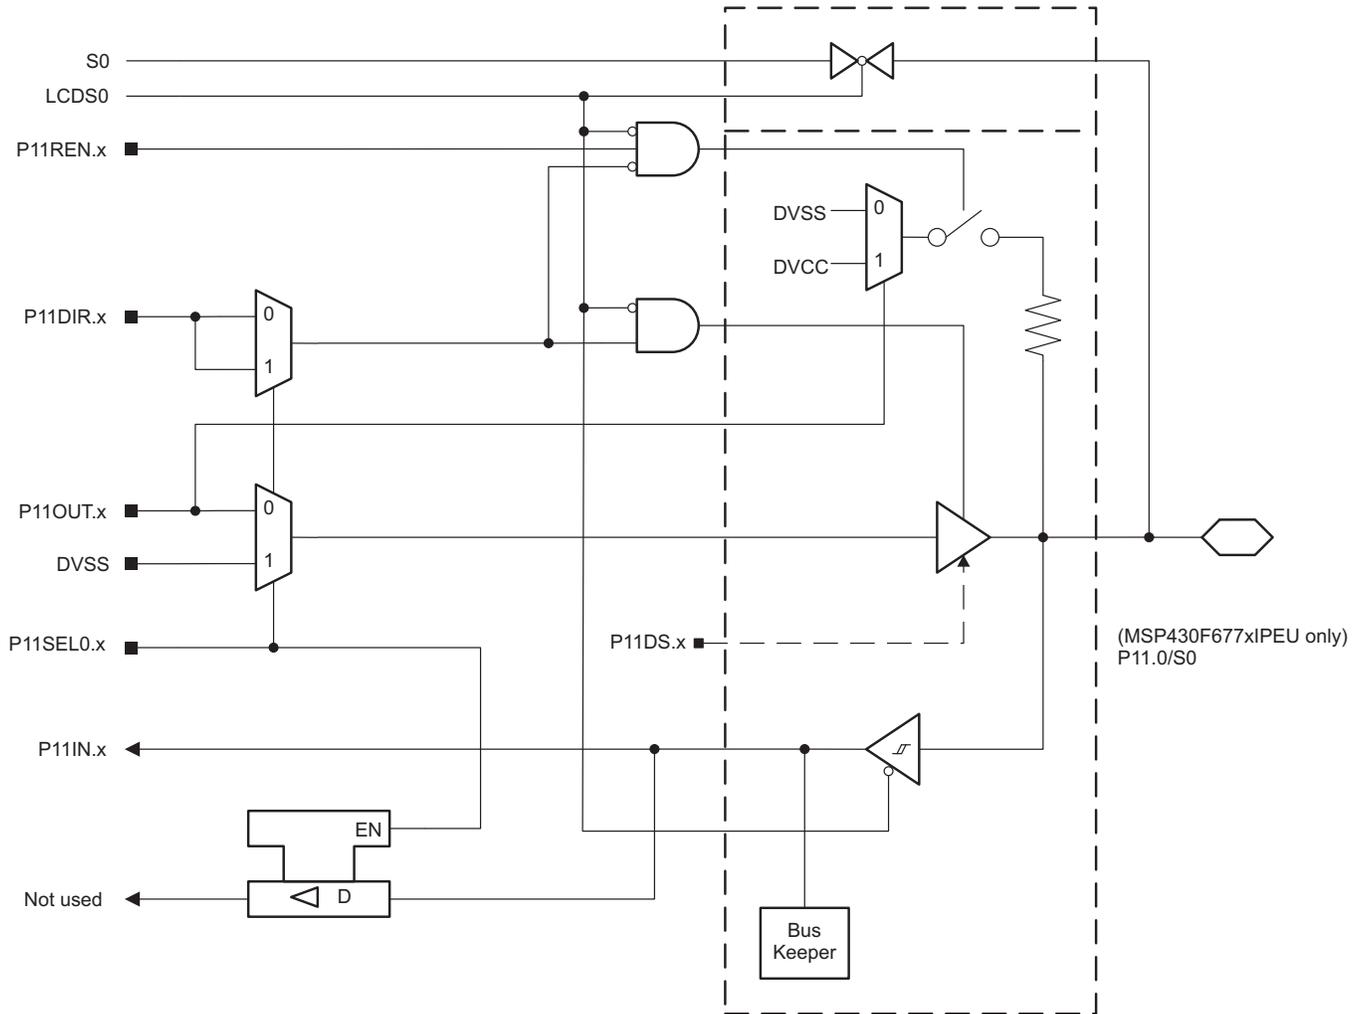 S0
LCDS0
P11REN.x
DVSS
0
DVCC
1
P11DIR.x
0
1
P11OUT.x
0
DVSS
1
P11SEL0.x
P11DS.x
(MSP430F677xIPEU only)
P11.0/S0
P11IN.x
EN
Not used
D
Bus
Keeper